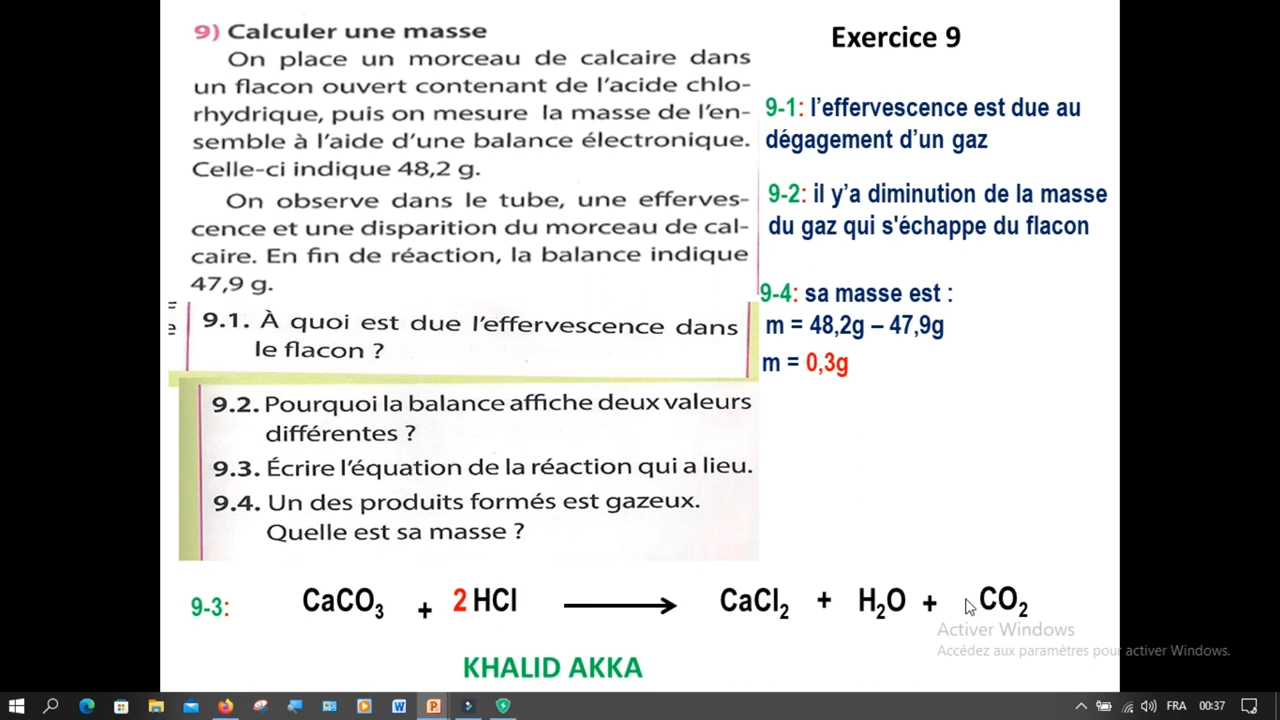 9) Calculer une masse
On place un morceau de calcaire dans
un flacon ouvert contenant de l'acide chlo-
rhydrique, puis on mesure la masse de l'en-
semble à l'aide d'une balance électronique.
Celle-ci indique 48,2 g.
On observe dans le tube, une efferves-
cence et une disparition du morceau de cal-
caire. En fin de réaction, la balance indique
47,9 g.
9.1. À quoi est due l'effervescence dans
le flacon ?
9.2. Pourquoi la balance affiche deux valeurs
différentes ?
9.3. Écrire l'équation de la réaction qui a lieu.
9.4. Un des produits formés est gazeux.
Quelle est sa masse ?
Exercice 9
9-1: l'effervescence est due au
dégagement d'un gaz
9-2: il y'a diminution de la masse
du gaz qui s'échappe du flacon
9-4: sa masse est :
m = 48,2g – 47,9g
m = 0,3g
9-3: CaCO₃ + 2 HCl ⟶ CaCl₂ + H₂O + CO₂
KHALID AKKA
Activer Windows
Accédez aux paramètres pour activer Windows.
FRA 00:37